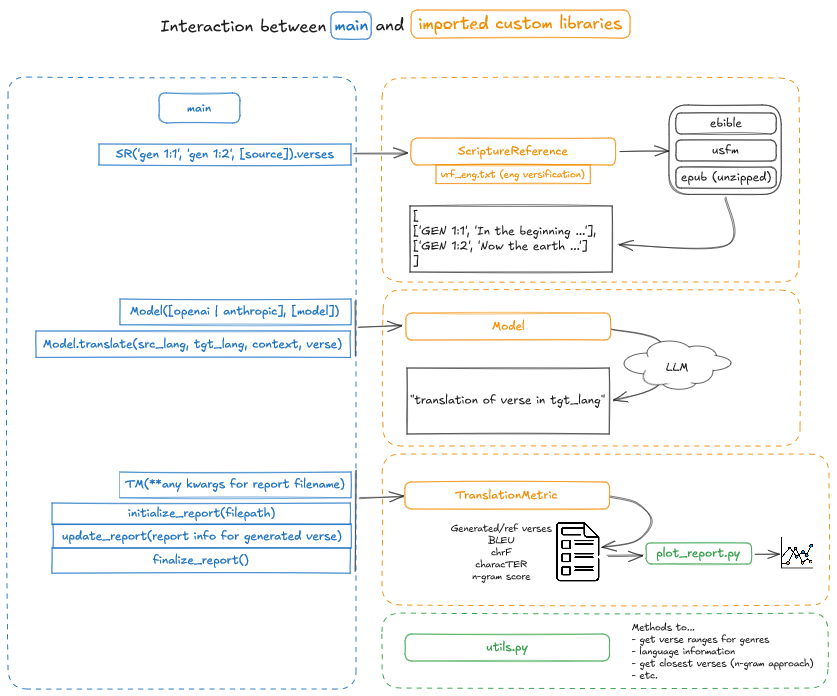 Interaction between main and imported custom libraries
main
SR('gen 1:1', 'gen 1:2', [source]).verses
ScriptureReference
vrf_eng.txt (eng versification)
ebible
usfm
epub (unzipped)
[
['GEN 1:1', 'In the beginning ...'],
['GEN 1:2', 'Now the earth ...']
]
Model([openai | anthropic], [model])
Model.translate(src_lang, tgt_lang, context, verse)
Model
LLM
"translation of verse in tgt_lang"
TM(**any kwargs for report filename)
initialize_report(filepath)
update_report(report info for generated verse)
finalize_report()
TranslationMetric
Generated/ref verses
BLEU
chrF
characTER
n-gram score
plot_report.py
utils.py
Methods to...
- get verse ranges for genres
- language information
- get closest verses (n-gram approach)
- etc.